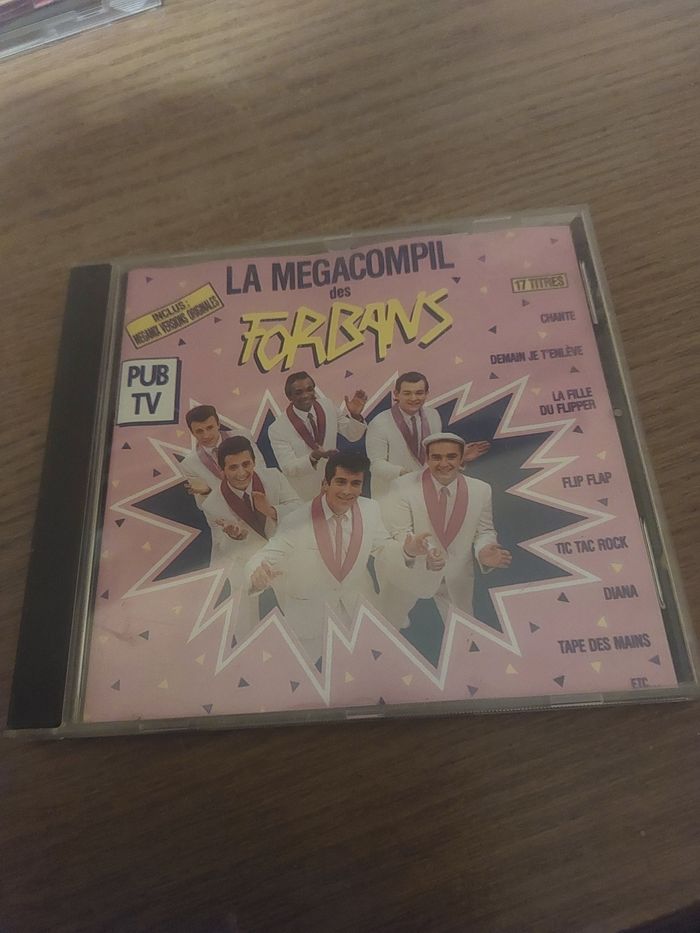 LA MEGACOMPIL
des
FORBANS
INCLUS :
MEGAMIX VERSIONS ORIGINALES
PUB
TV
17 TITRES
CHANTE
DEMAIN JE T'ENLÈVE
LA FILLE
DU FLIPPER
FLIP FLAP
TIC TAC ROCK
DIANA
TAPE DES MAINS
ETC